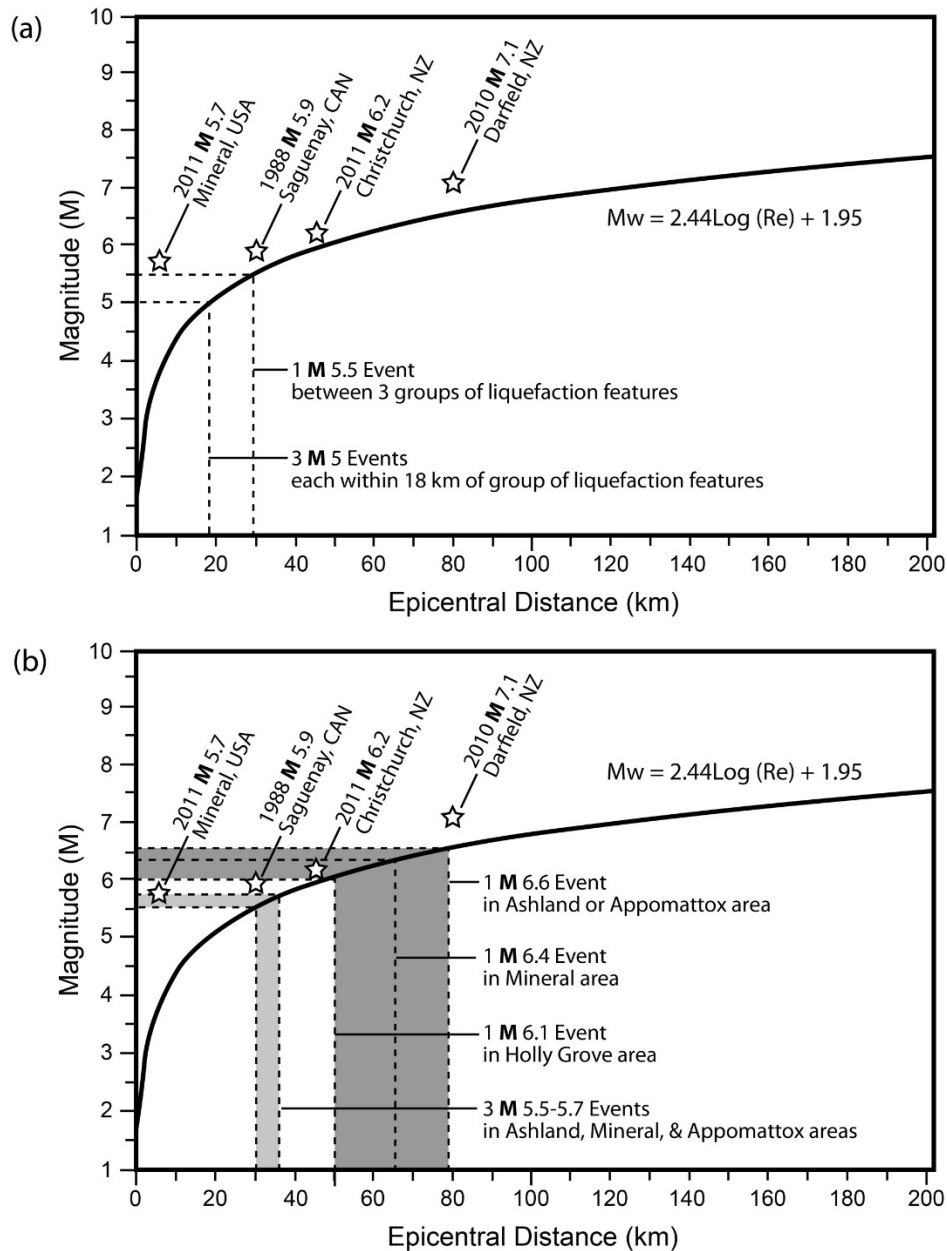 (a)
10
9
8
7
6
5
4
3
2
1
Magnitude (M)
2011 M 5.7
Mineral, USA
1988 M 5.9
Saguenay, CAN
2011 M 6.2
Christchurch, NZ
2010 M 7.1
Darfield, NZ
Mw = 2.44Log (Re) + 1.95
1 M 5.5 Event
between 3 groups of liquefaction features
3 M 5 Events
each within 18 km of group of liquefaction features
0 20 40 60 80 100 120 140 160 180 200
Epicentral Distance (km)
(b)
10
9
8
7
6
5
4
3
2
1
Magnitude (M)
2011 M 5.7
Mineral, USA
1988 M 5.9
Saguenay, CAN
2011 M 6.2
Christchurch, NZ
2010 M 7.1
Darfield, NZ
Mw = 2.44Log (Re) + 1.95
1 M 6.6 Event
in Ashland or Appomattox area
1 M 6.4 Event
in Mineral area
1 M 6.1 Event
in Holly Grove area
3 M 5.5-5.7 Events
in Ashland, Mineral, & Appomattox areas
0 20 40 60 80 100 120 140 160 180 200
Epicentral Distance (km)